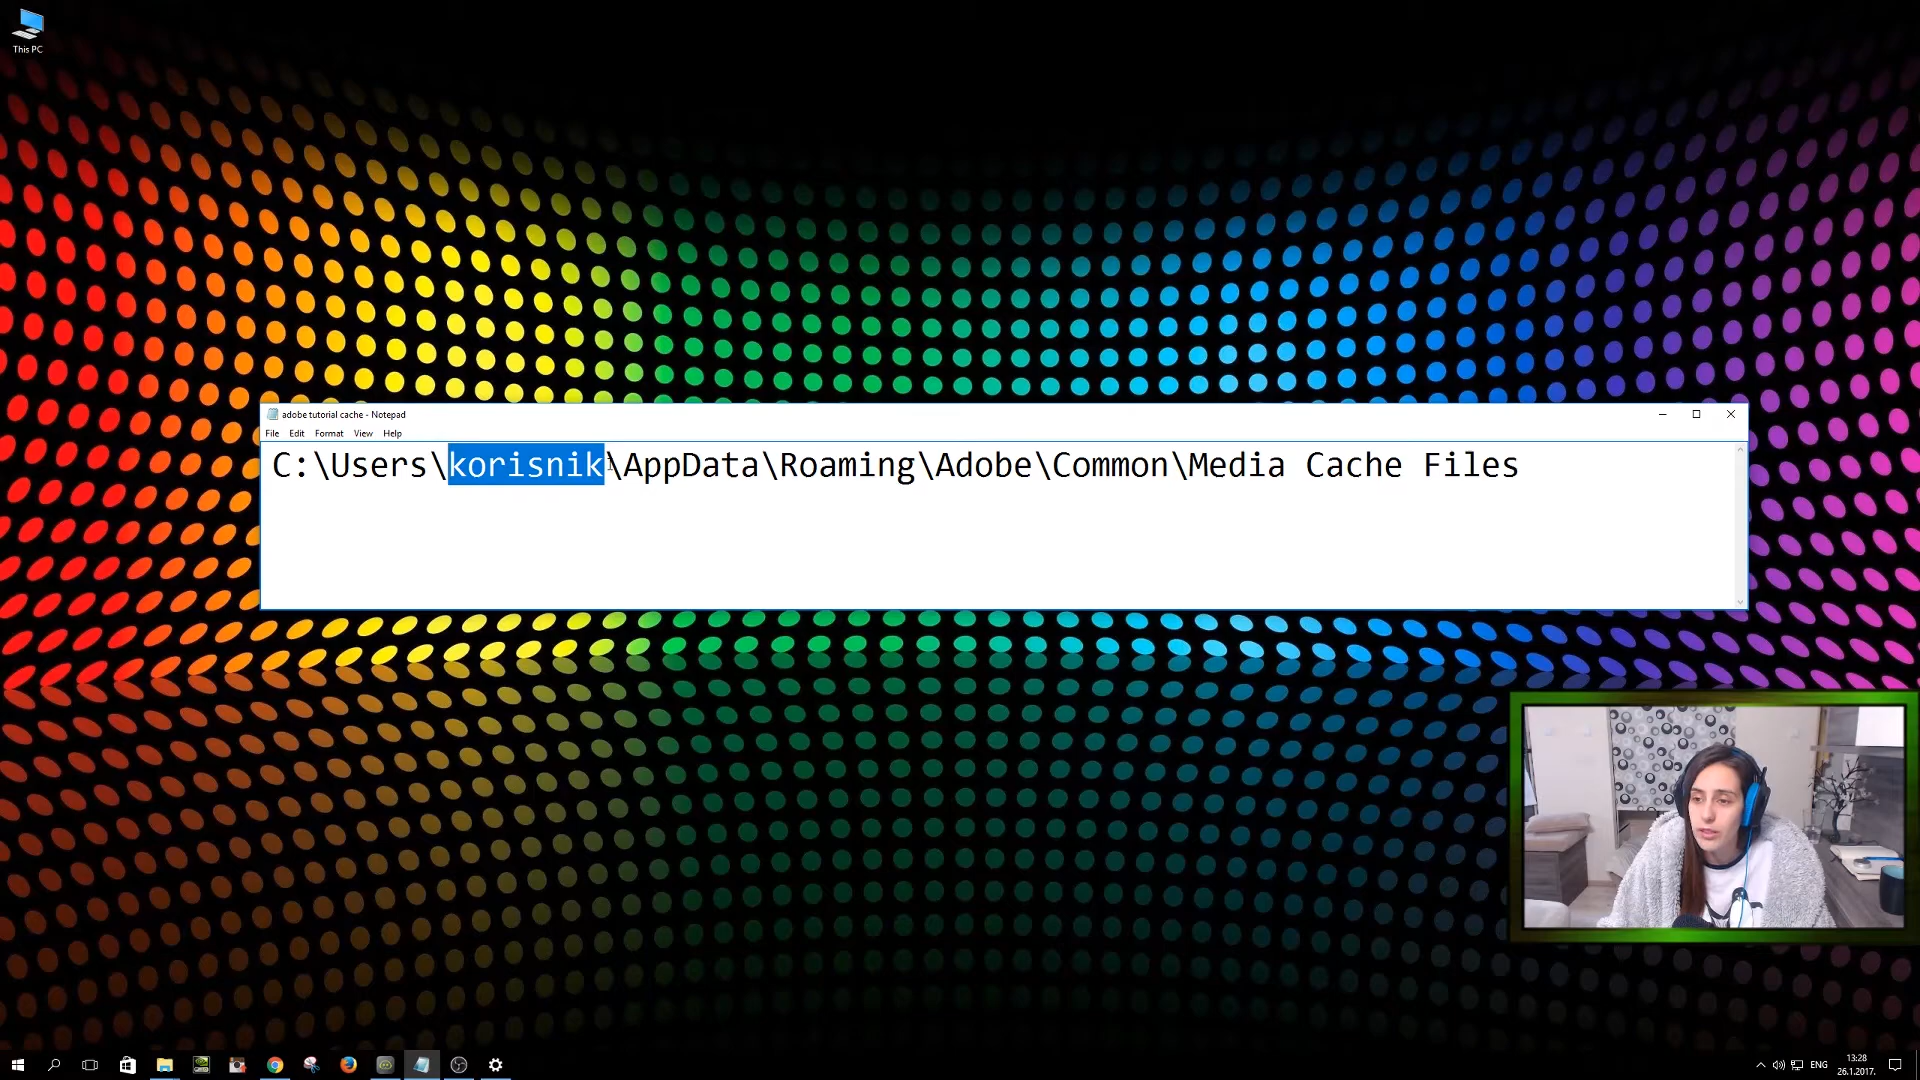 This PC
adobe tutorial cache - Notepad
File Edit Format View Help
C:\Users\korisnik\AppData\Roaming\Adobe\Common\Media Cache Files
ENG
13:28
26.1.2017.